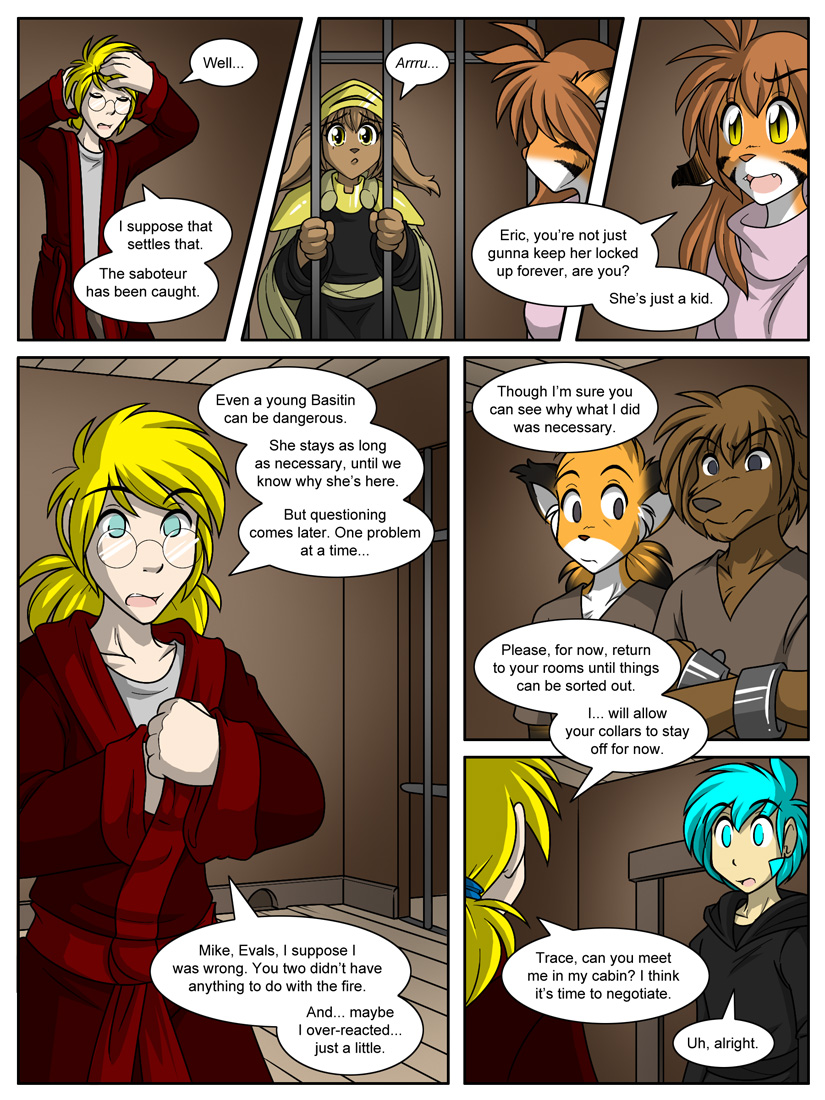 Well...
I suppose that
settles that.
The saboteur
has been caught.
Arrru...
Eric, you're not just
gunna keep her locked
up forever, are you?
She's just a kid.
Even a young Basitin
can be dangerous.
She stays as long
as necessary, until we
know why she's here.
But questioning
comes later. One problem
at a time...
Mike, Evals, I suppose I
was wrong. You two didn't have
anything to do with the fire.
And... maybe
I over-reacted...
just a little.
Though I'm sure you
can see why what I did
was necessary.
Please, for now, return
to your rooms until things
can be sorted out.
I... will allow
your collars to stay
off for now.
Trace, can you meet
me in my cabin? I think
it's time to negotiate.
Uh, alright.